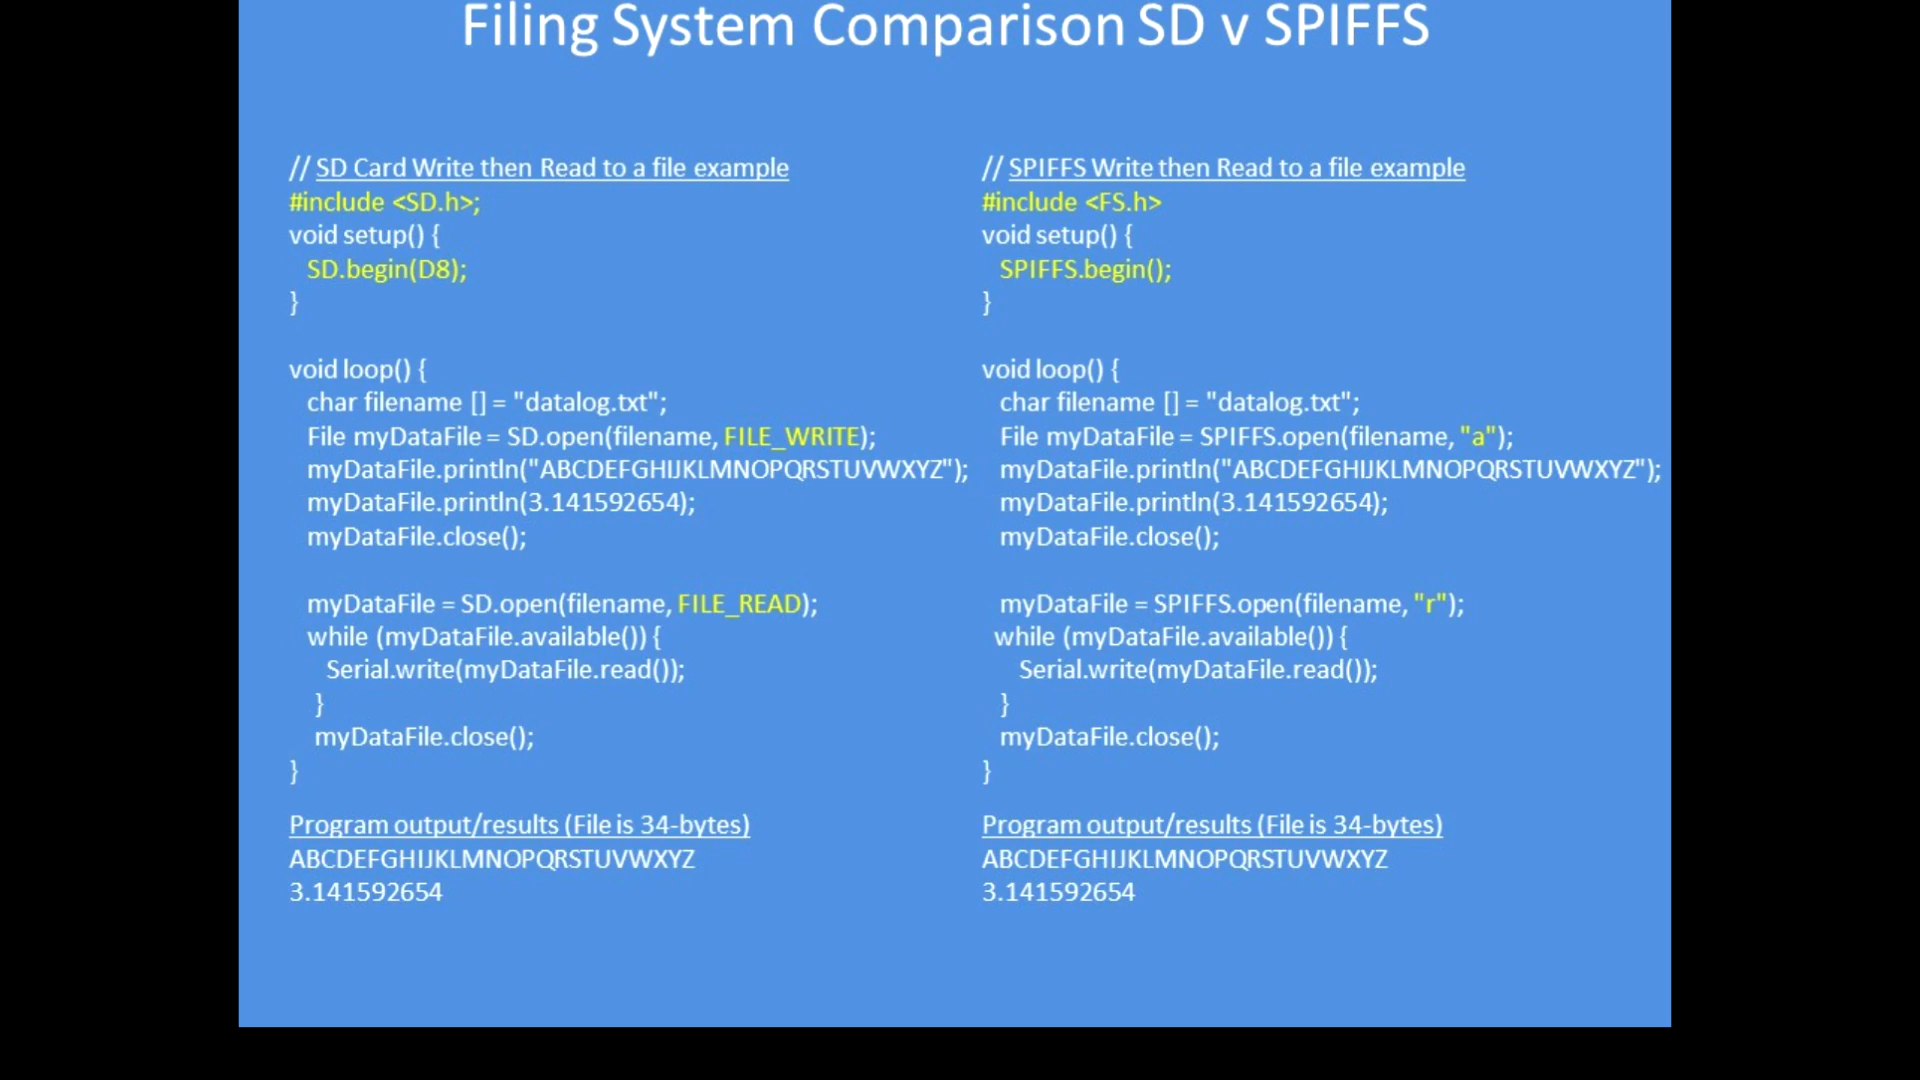 Filing System Comparison SD v SPIFFS
// SD Card Write then Read to a file example
#include <SD.h>;
void setup() {
SD.begin(D8);
}
void loop() {
char filename [] = "datalog.txt";
File myDataFile = SD.open(filename, FILE_WRITE);
myDataFile.println("ABCDEFGHIJKLMNOPQRSTUVWXYZ");
myDataFile.println(3.141592654);
myDataFile.close();
myDataFile = SD.open(filename, FILE_READ);
while (myDataFile.available()) {
Serial.write(myDataFile.read());
}
myDataFile.close();
}
Program output/results (File is 34-bytes)
ABCDEFGHIJKLMNOPQRSTUVWXYZ
3.141592654
// SPIFFS Write then Read to a file example
#include <FS.h>
void setup() {
SPIFFS.begin();
}
void loop() {
char filename [] = "datalog.txt";
File myDataFile = SPIFFS.open(filename, "a");
myDataFile.println("ABCDEFGHIJKLMNOPQRSTUVWXYZ");
myDataFile.println(3.141592654);
myDataFile.close();
myDataFile = SPIFFS.open(filename, "r");
while (myDataFile.available()) {
Serial.write(myDataFile.read());
}
myDataFile.close();
}
Program output/results (File is 34-bytes)
ABCDEFGHIJKLMNOPQRSTUVWXYZ
3.141592654